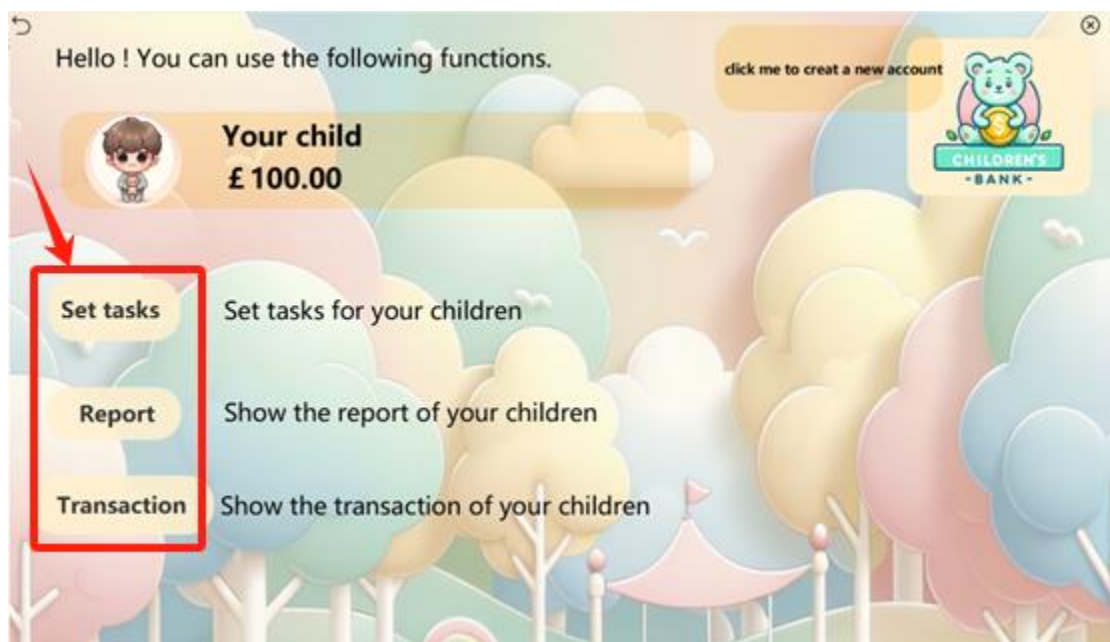 Hello ! You can use the following functions.
click me to creat a new account
Your child
£ 100.00
CHILDREN'S
-BANK-
Set tasks
Set tasks for your children
Report
Show the report of your children
Transaction
Show the transaction of your children